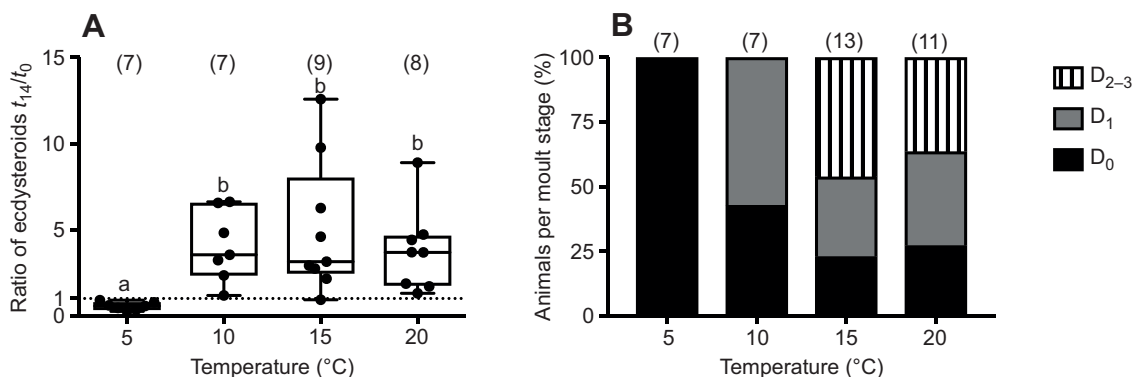 A
Ratio of ecdysteroids t14/t0
15
10
5
1
0
(7)
(7)
(9)
(8)
a
b
b
b
5
10
15
20
Temperature (°C)
B
Animals per moult stage (%)
100
75
50
25
0
(7)
(7)
(13)
(11)
5
10
15
20
Temperature (°C)
D2–3
D1
D0